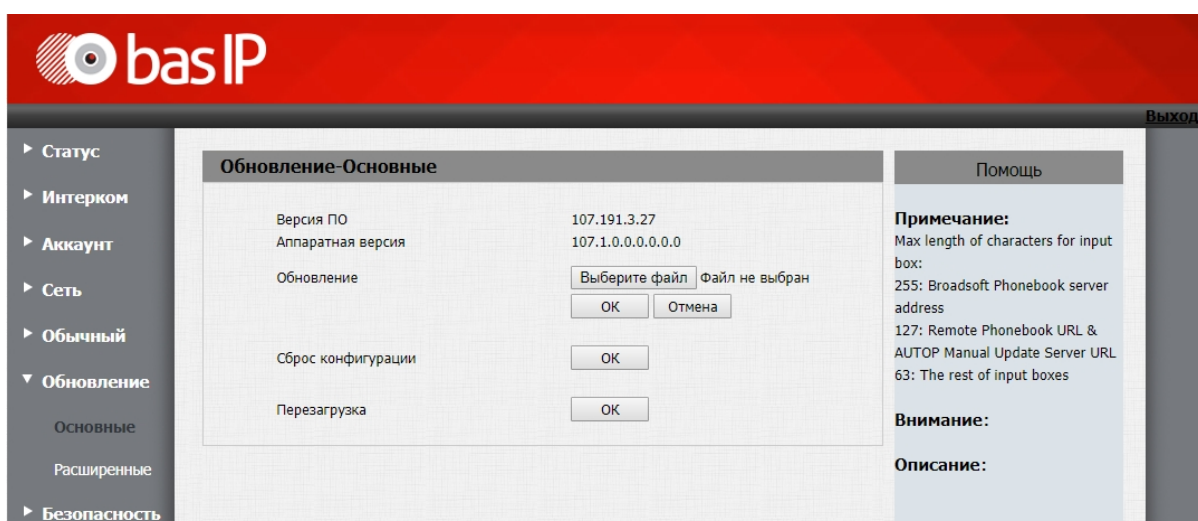 bas IP
Выход
Статус
Интерком
Аккаунт
Сеть
Обычный
Обновление
Основные
Расширенные
Безопасность
Обновление-Основные
Версия ПО 107.191.3.27
Аппаратная версия 107.1.0.0.0.0.0.0
Обновление Выберите файл Файл не выбран
ОК Отмена
Сброс конфигурации ОК
Перезагрузка ОК
Помощь
Примечание:
Max length of characters for input
box:
255: Broadsoft Phonebook server
address
127: Remote Phonebook URL &
AUTOP Manual Update Server URL
63: The rest of input boxes
Внимание:
Описание: